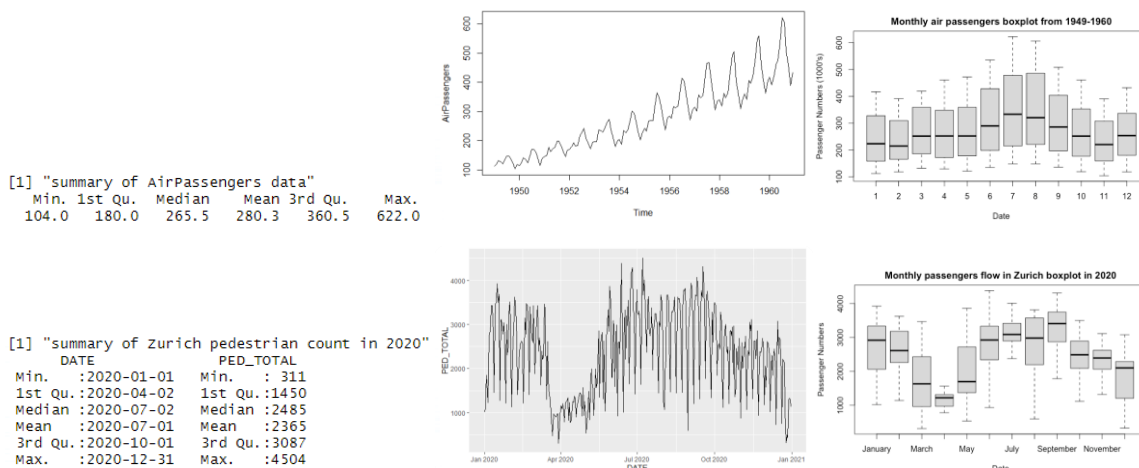 [1] "summary of AirPassengers data"
Min. 1st Qu. Median Mean 3rd Qu. Max.
104.0 180.0 265.5 280.3 360.5 622.0
AirPassengers
600
500
400
300
200
100
1950 1952 1954 1956 1958 1960
Time
Monthly air passengers boxplot from 1949-1960
Passenger Numbers (1000's)
600
500
400
300
200
100
1 2 3 4 5 6 7 8 9 10 11 12
Date
[1] "summary of Zurich pedestrian count in 2020"
DATE PED_TOTAL
Min. :2020-01-01 Min. : 311
1st Qu.:2020-04-02 1st Qu.:1450
Median :2020-07-02 Median :2485
Mean :2020-07-01 Mean :2365
3rd Qu.:2020-10-01 3rd Qu.:3087
Max. :2020-12-31 Max. :4504
PED_TOTAL
4000
3000
2000
1000
Jan 2020 Apr 2020 Jul 2020 Oct 2020 Jan 2021
DATE
Monthly passengers flow in Zurich boxplot in 2020
Passenger Numbers
4000
3000
2000
1000
January March May July September November
Date